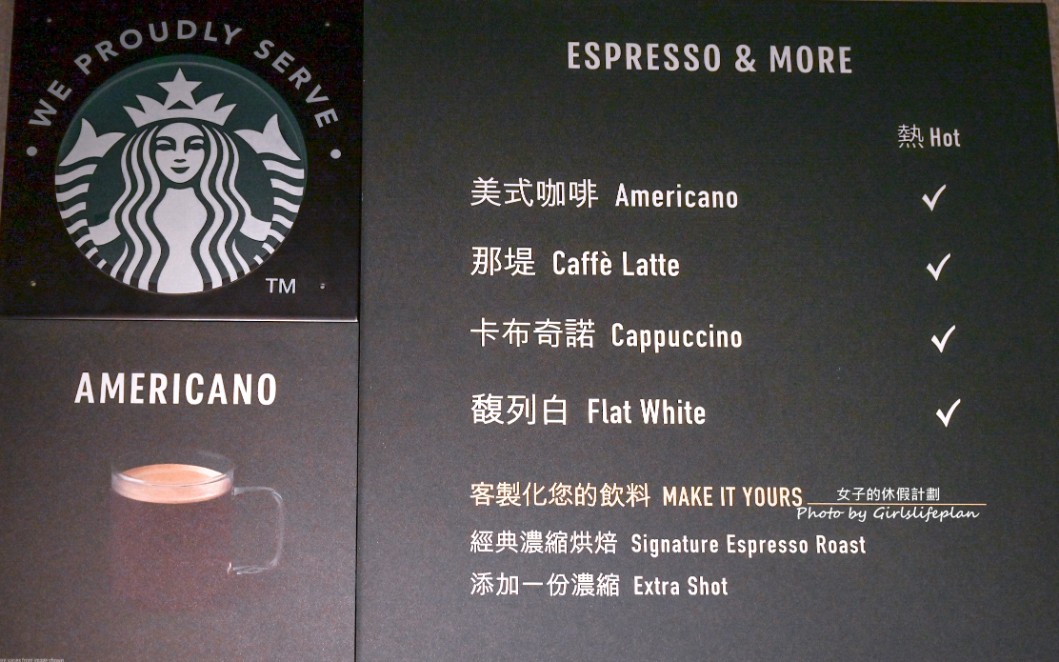 WE PROUDLY SERVE
TM
AMERICANO
ESPRESSO & MORE
熱 Hot
美式咖啡 Americano ✓
那堤 Caffè Latte ✓
卡布奇諾 Cappuccino ✓
馥列白 Flat White ✓
客製化您的飲料 MAKE IT YOURS
女子的休假計劃
Photo by Girlslifeplan
經典濃縮烘焙 Signature Espresso Roast
添加一份濃縮 Extra Shot